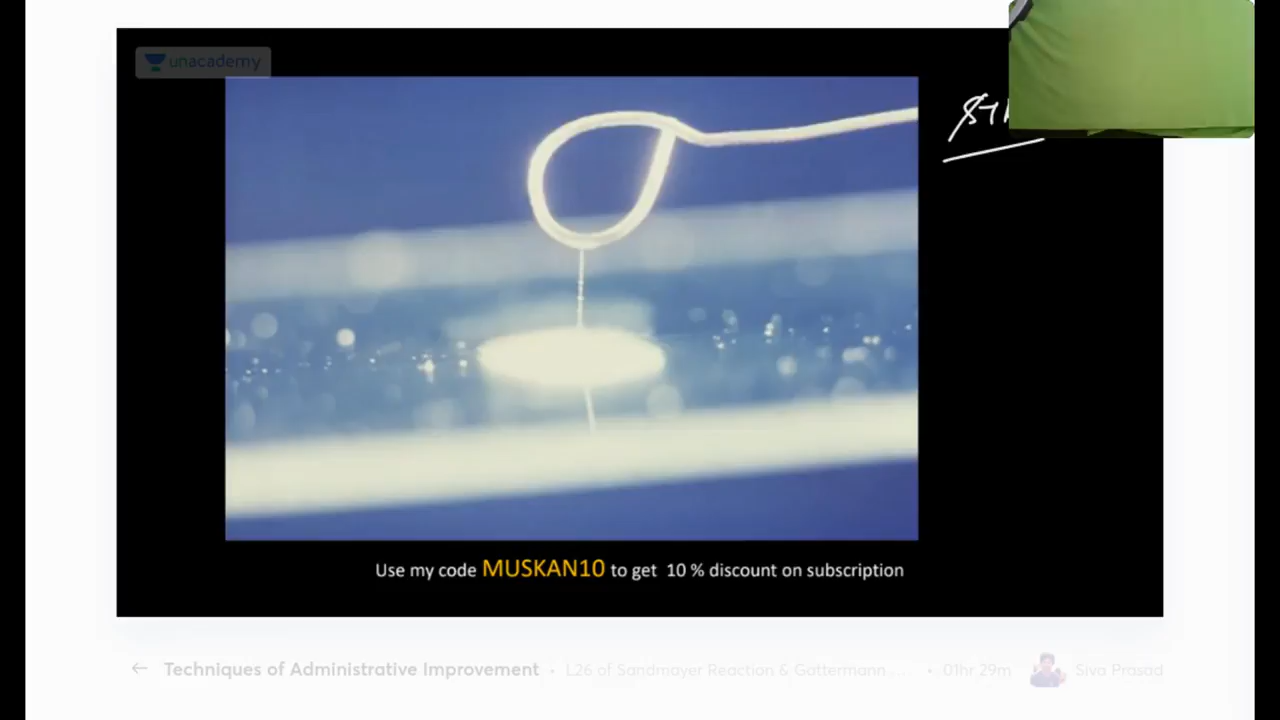 unacademy
Use my code MUSKAN10 to get 10 % discount on subscription
Techniques of Administrative Improvement • L26 of Sandmayer Reaction & Gattermann .... • 01hr 29m Siva Prasad